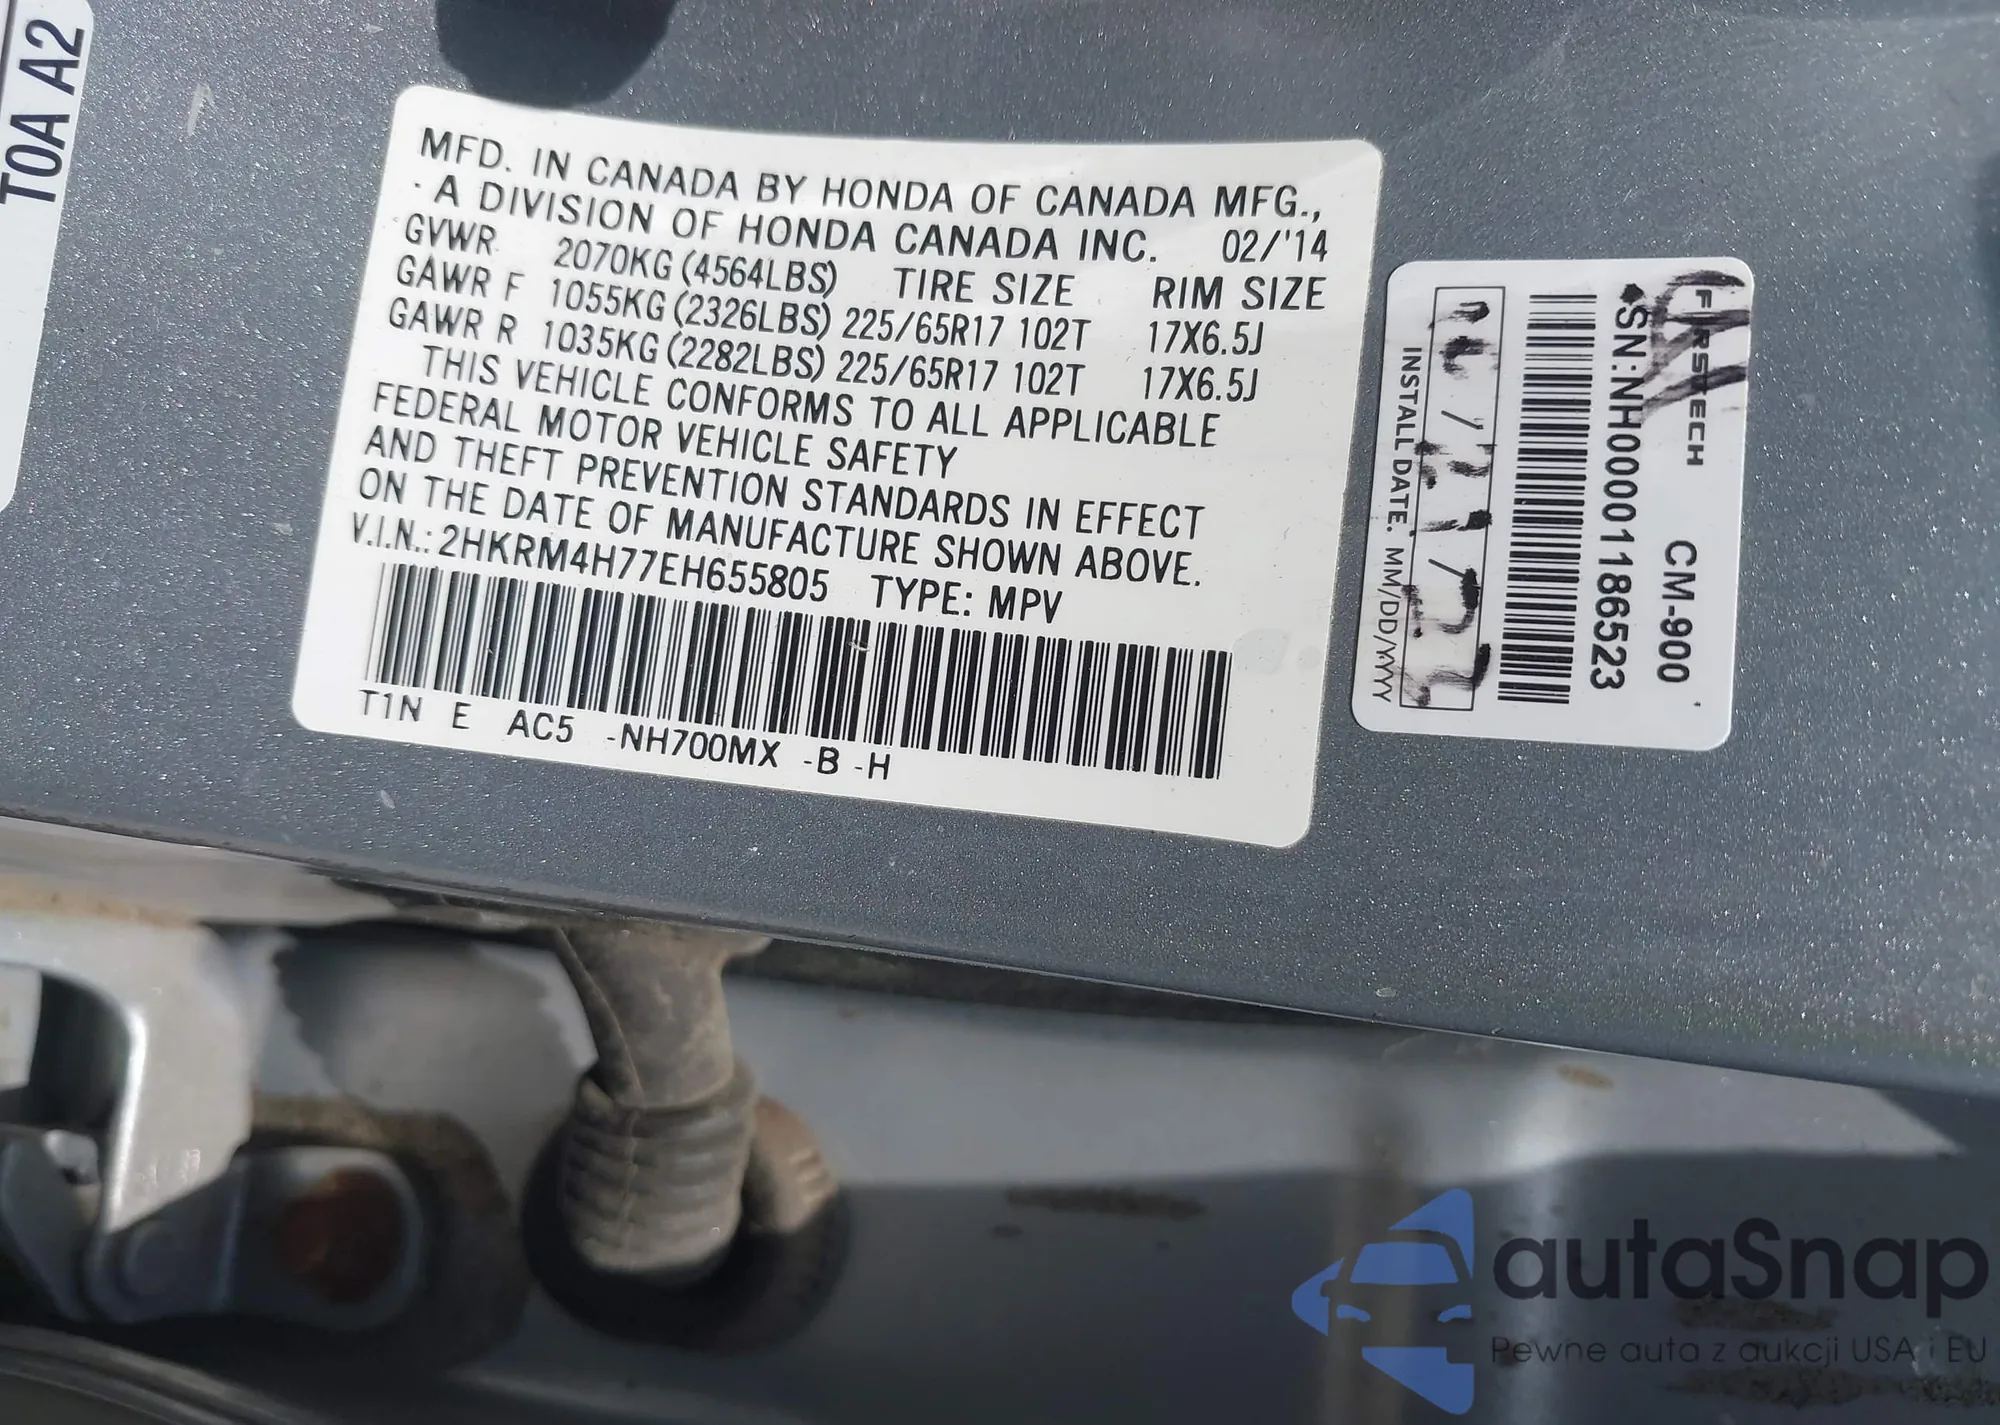 T0A A2
MFD. IN CANADA BY HONDA OF CANADA MFG.,
A DIVISION OF HONDA CANADA INC. 02/'14
GVWR 2070KG (4564LBS) TIRE SIZE RIM SIZE
GAWR F 1055KG (2326LBS) 225/65R17 102T 17X6.5J
GAWR R 1035KG (2282LBS) 225/65R17 102T 17X6.5J
THIS VEHICLE CONFORMS TO ALL APPLICABLE
FEDERAL MOTOR VEHICLE SAFETY
AND THEFT PREVENTION STANDARDS IN EFFECT
ON THE DATE OF MANUFACTURE SHOWN ABOVE.
V.I.N.: 2HKRM4H77EH655805 TYPE: MPV
T1N E AC5 -NH700MX -B -H
FIRSTECH CM-900
SN:NH00001186523
INSTALL DATE. MM/DD/YYYY
autaSnap
Pewne auta z aukcji USA i EU